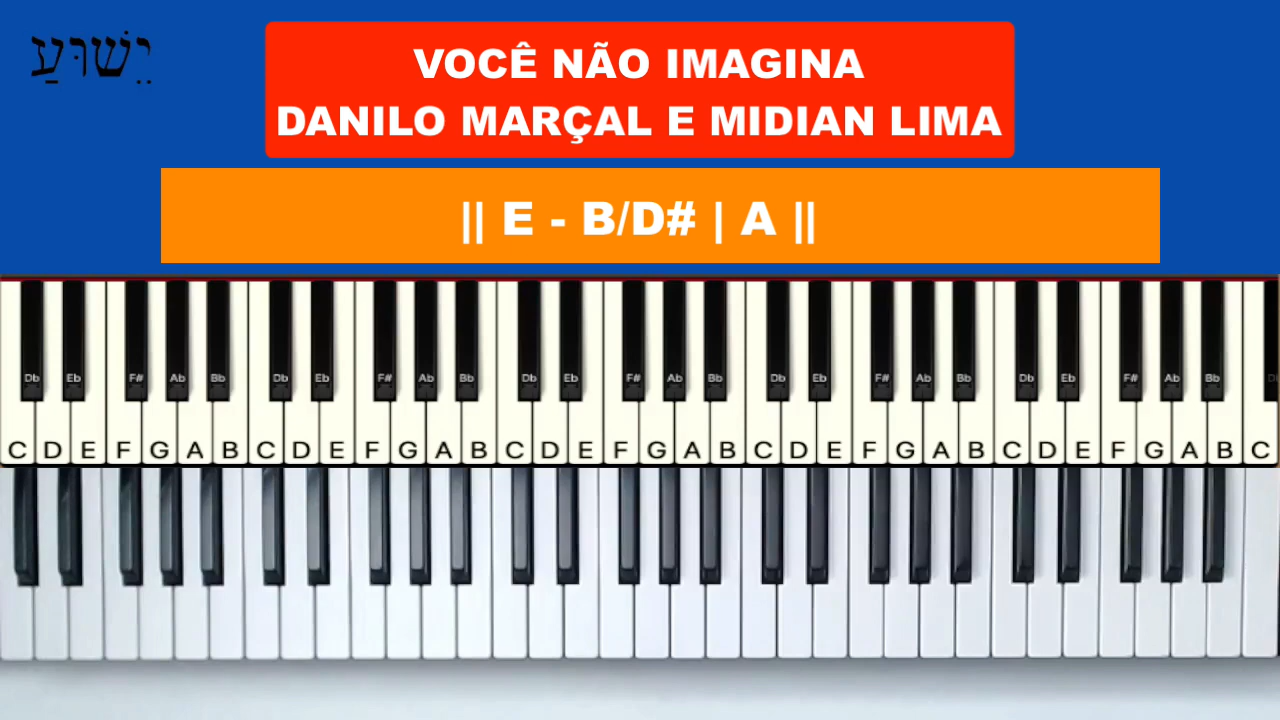 יֵשׁוּעַ
VOCÊ NÃO IMAGINA
DANILO MARÇAL E MIDIAN LIMA
|| E - B/D# | A ||
Db Eb F# Ab Bb Db Eb F# Ab Bb Db Eb F# Ab Bb Db Eb F# Ab Bb Db Eb F# Ab Bb D
C D E F G A B C D E F G A B C D E F G A B C D E F G A B C D E F G A B C